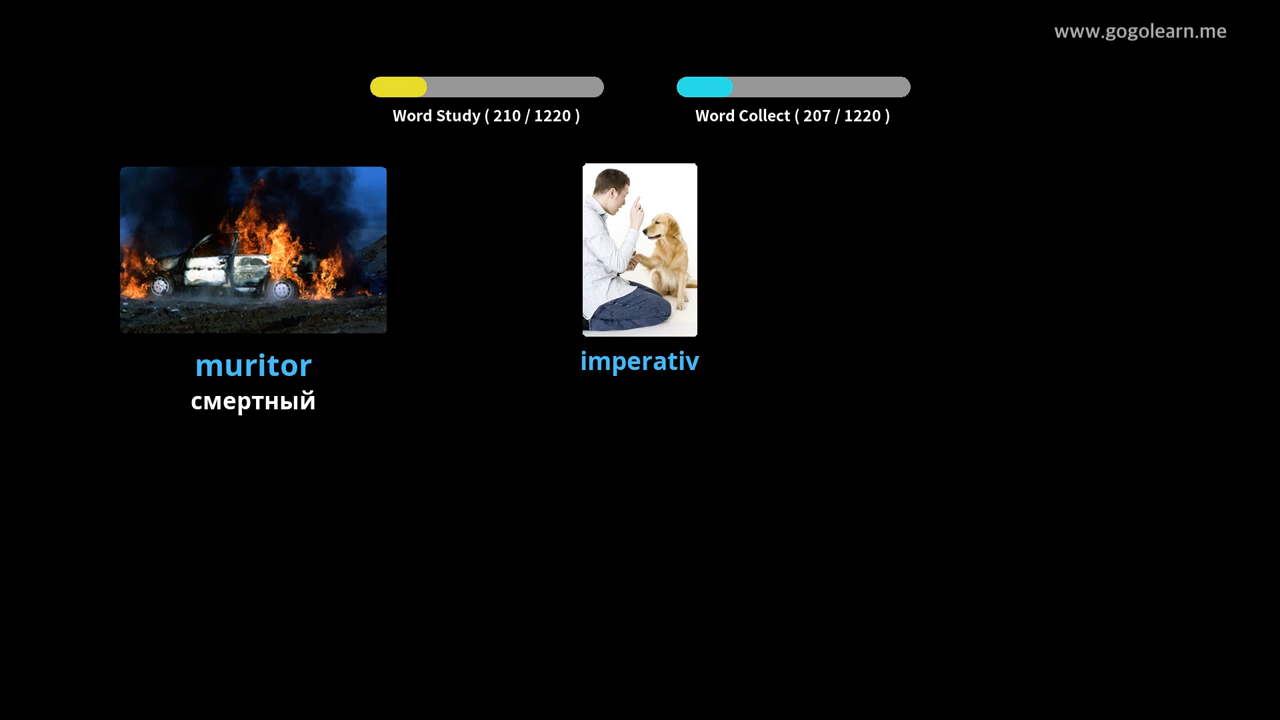 www.gogolearn.me
Word Study ( 210 / 1220 )
Word Collect ( 207 / 1220 )
muritor
смертный
imperativ